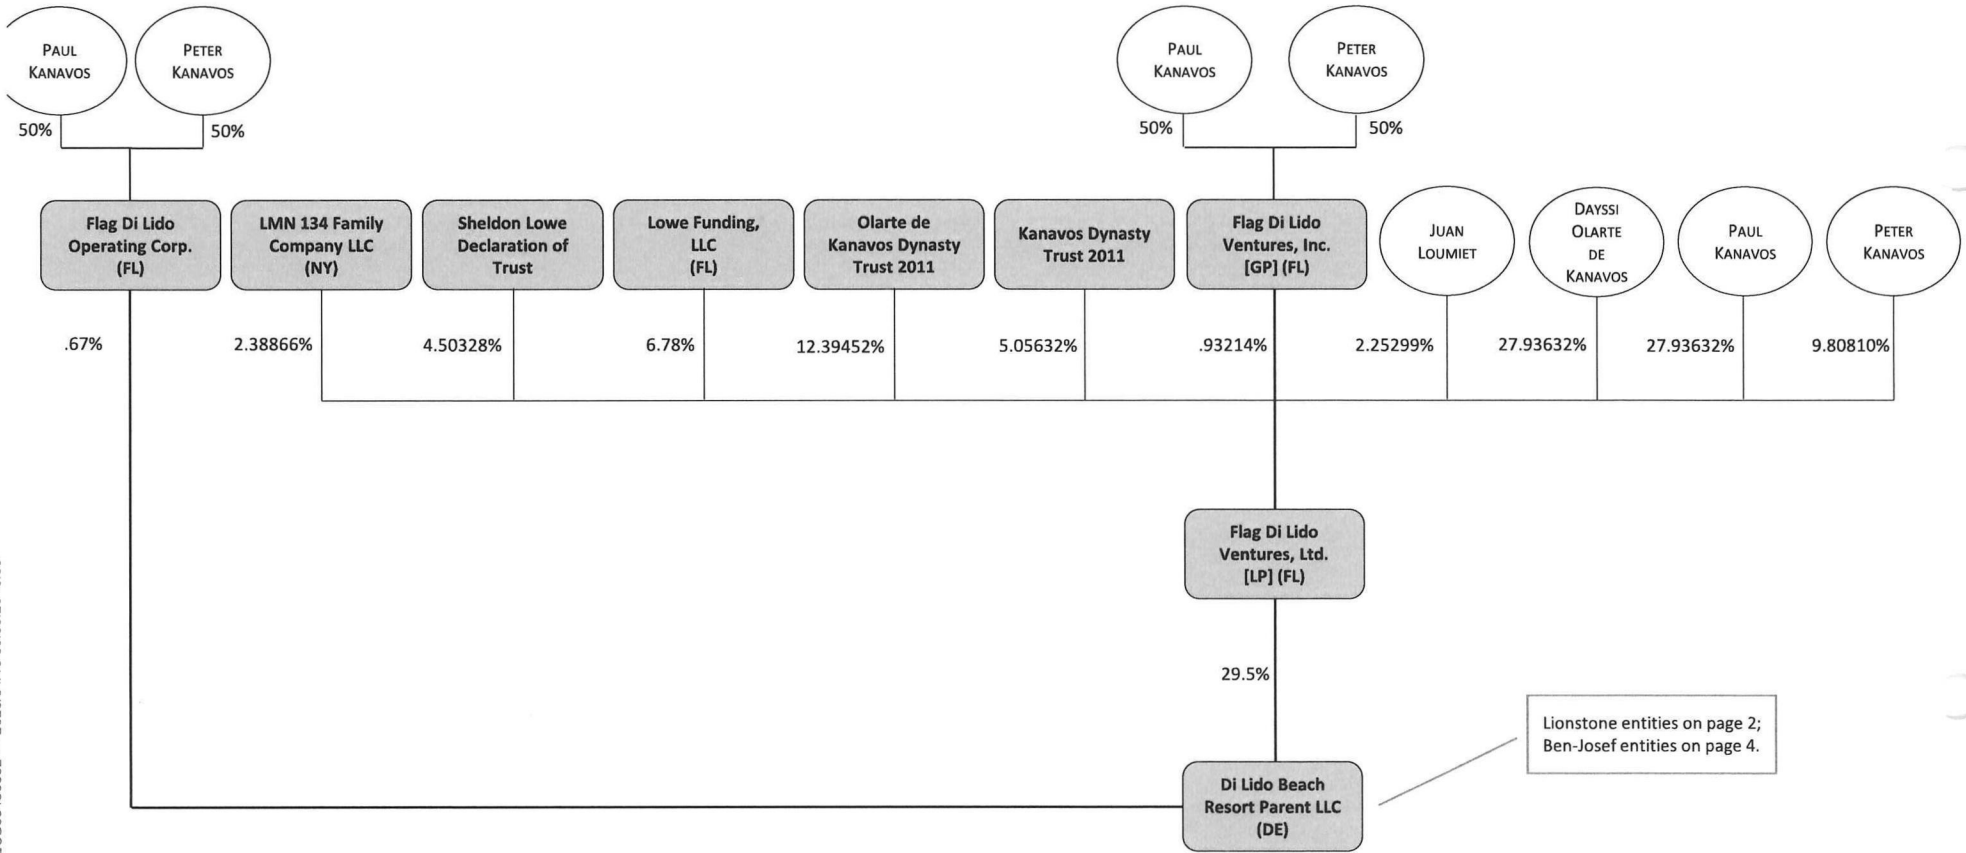 PAUL
KANAVOS
PETER
KANAVOS
50%
50%
PAUL
KANAVOS
PETER
KANAVOS
50%
50%
Flag Di Lido
Operating Corp.
(FL)
LMN 134 Family
Company LLC
(NY)
Sheldon Lowe
Declaration of
Trust
Lowe Funding,
LLC
(FL)
Olarte de
Kanavos Dynasty
Trust 2011
Kanavos Dynasty
Trust 2011
Flag Di Lido
Ventures, Inc.
[GP] (FL)
JUAN
LOUMIET
DAYSSI
OLARTE
DE
KANAVOS
PAUL
KANAVOS
PETER
KANAVOS
.67%
2.38866%
4.50328%
6.78%
12.39452%
5.05632%
.93214%
2.25299%
27.93632%
27.93632%
9.80810%
Flag Di Lido
Ventures, Ltd.
[LP] (FL)
29.5%
Lionstone entities on page 2;
Ben-Josef entities on page 4.
Di Lido Beach
Resort Parent LLC
(DE)